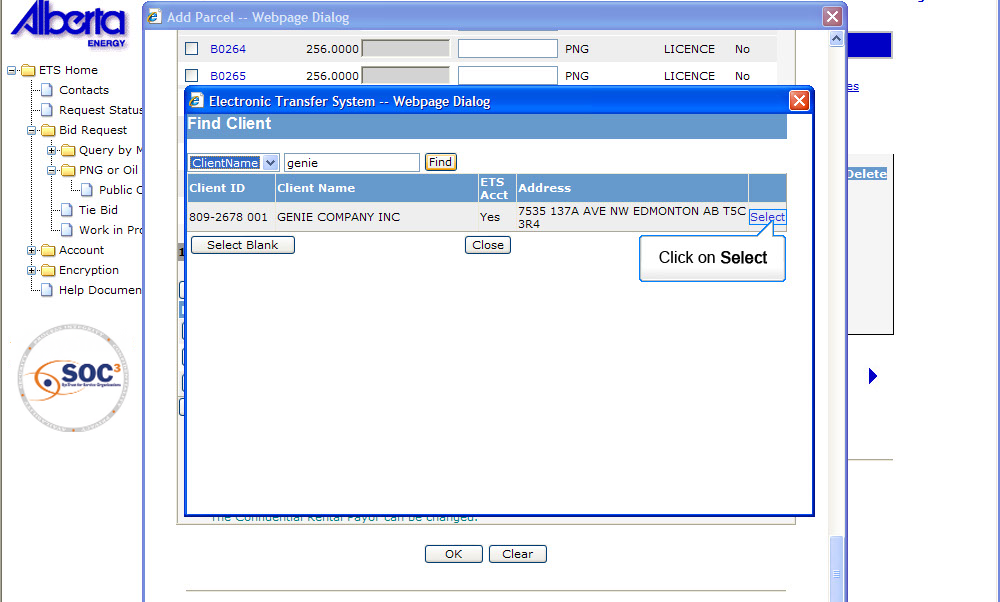 Alberta
ENERGY
ETS Home
Contacts
Request Status
Bid Request
Query by M
PNG or Oil
Public O
Tie Bid
Work in Pro
Account
Encryption
Help Documen
SOC3
SysTrust for Service Organizations
Add Parcel -- Webpage Dialog
B0264 256.0000 PNG LICENCE No
B0265 256.0000 PNG LICENCE No
Electronic Transfer System -- Webpage Dialog
Find Client
ClientName genie Find
Client ID Client Name ETS Acct Address
809-2678 001 GENIE COMPANY INC Yes 7535 137A AVE NW EDMONTON AB T5C 3R4 Select
Select Blank Close
Click on Select
Delete
The Confidential Rental Payor can be changed.
OK Clear